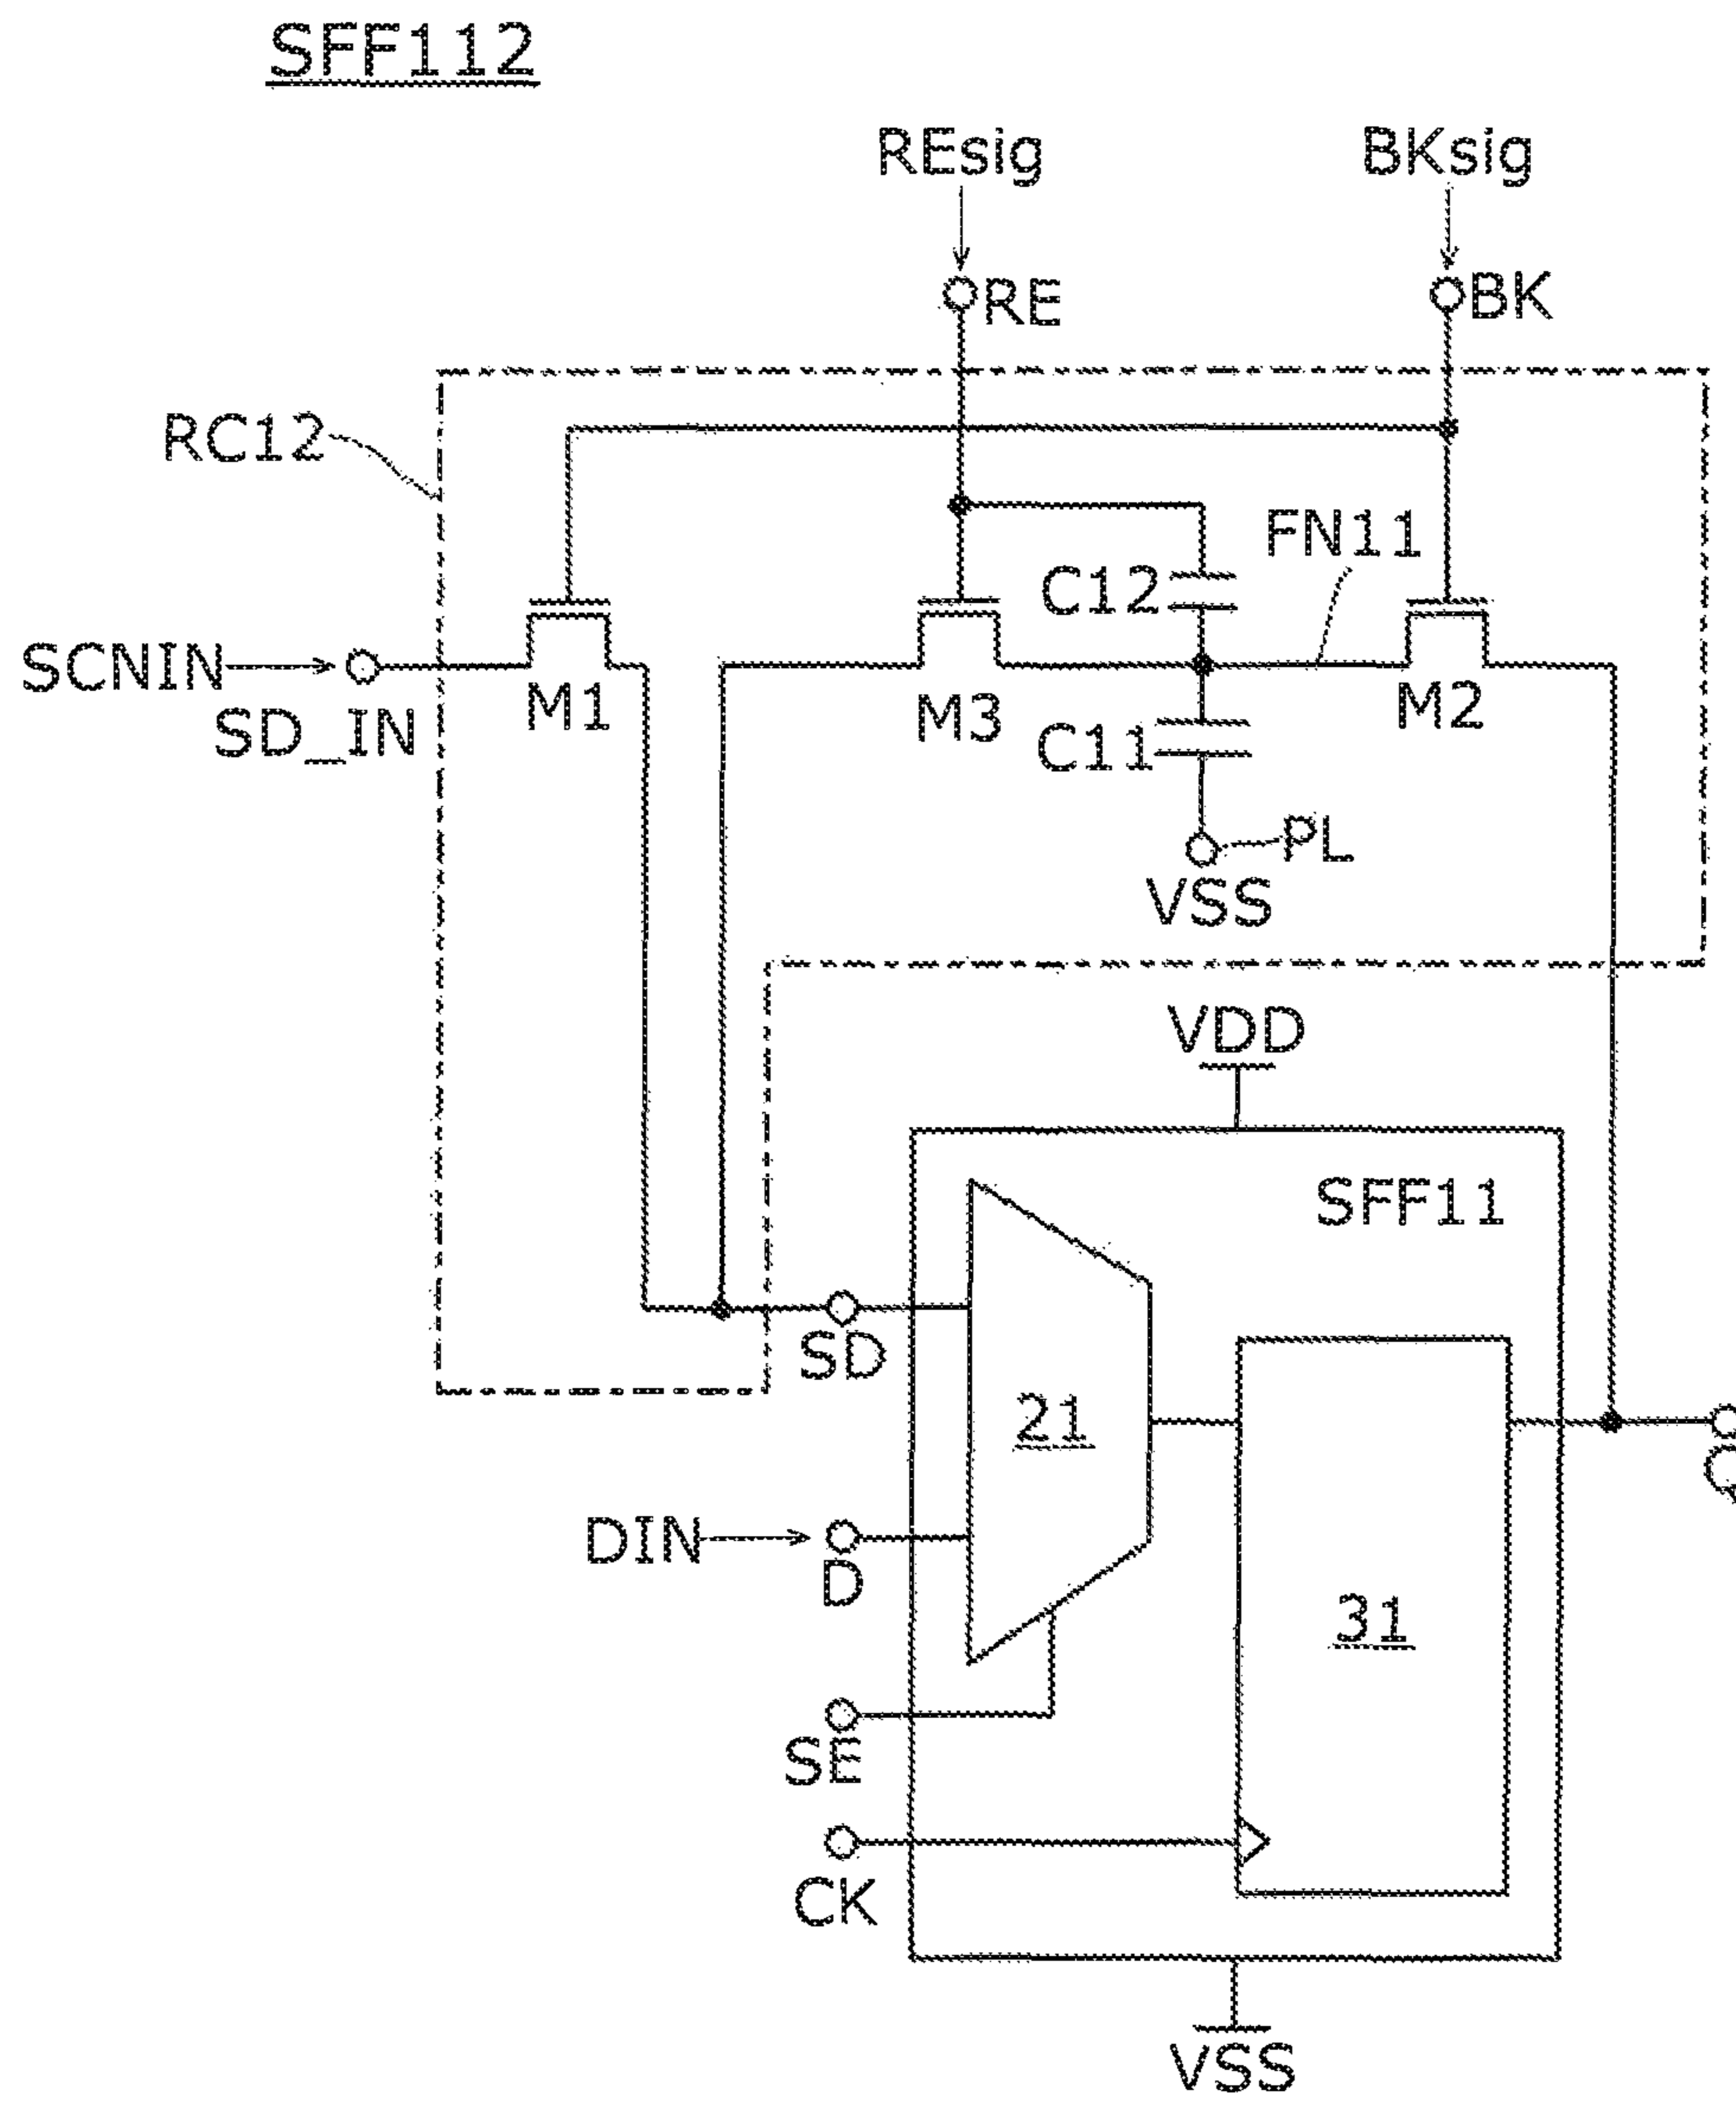 SFF112
REsig
BKsig
RE
BK
RC12
FN11
C12
SCNIN
SD_IN
M1
M3
M2
C11
PL
VSS
VDD
SFF11
SD
21
DIN
D
31
SE
CK
VSS